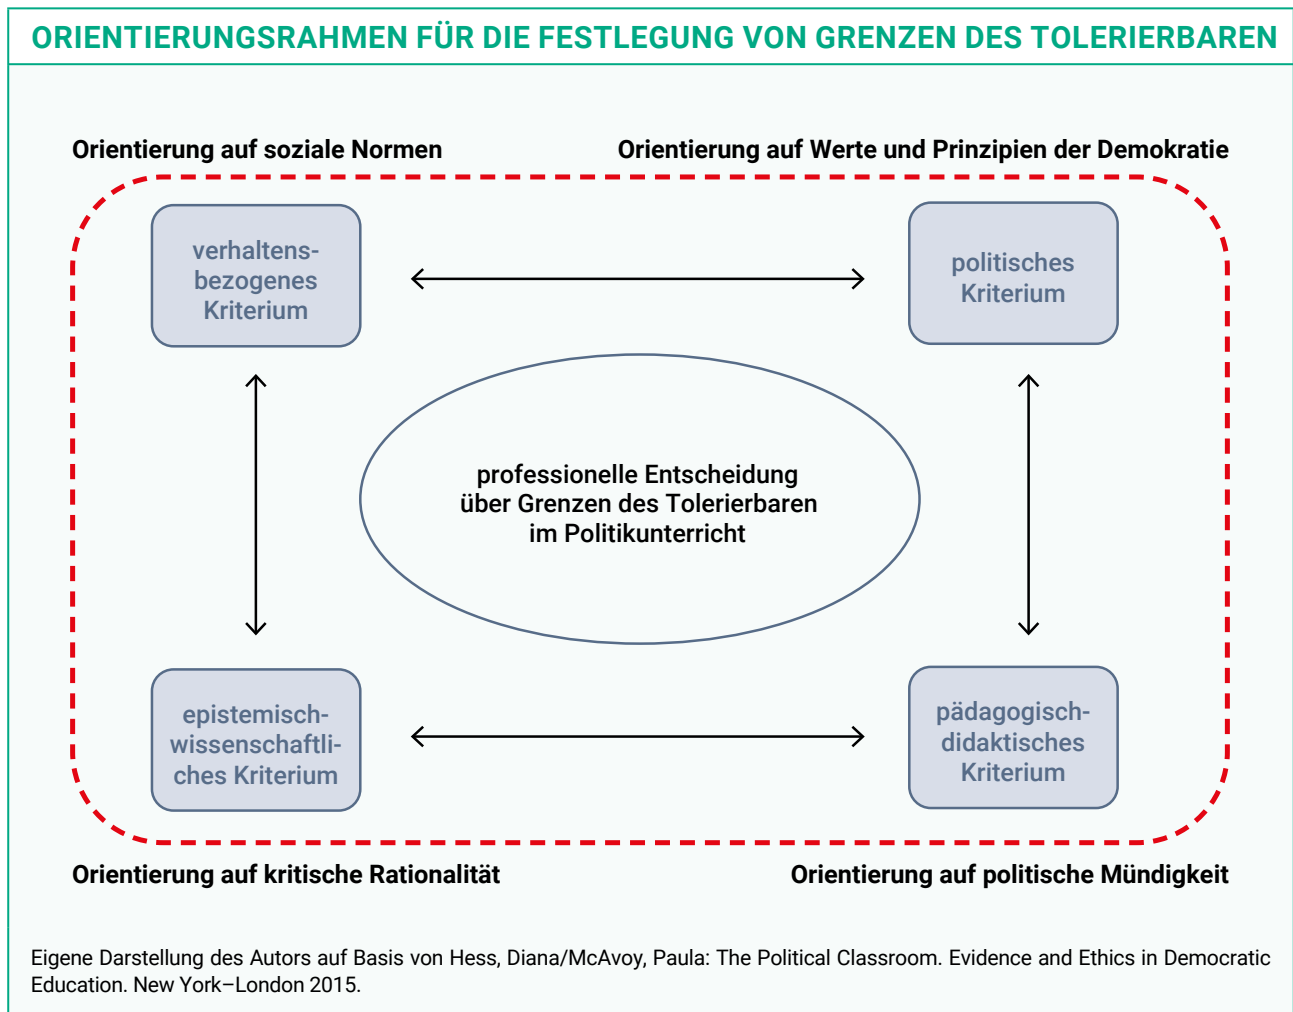 ORIENTIERUNGSRAHMEN FÜR DIE FESTLEGUNG VON GRENZEN DES TOLERIERBAREN
Orientierung auf soziale Normen
Orientierung auf Werte und Prinzipien der Demokratie
verhaltens-
bezogenes
Kriterium
politisches
Kriterium
professionelle Entscheidung
über Grenzen des Tolerierbaren
im Politikunterricht
epistemisch-
wissenschaftli-
ches Kriterium
pädagogisch-
didaktisches
Kriterium
Orientierung auf kritische Rationalität
Orientierung auf politische Mündigkeit
Eigene Darstellung des Autors auf Basis von Hess, Diana/McAvoy, Paula: The Political Classroom. Evidence and Ethics in Democratic
Education. New York–London 2015.